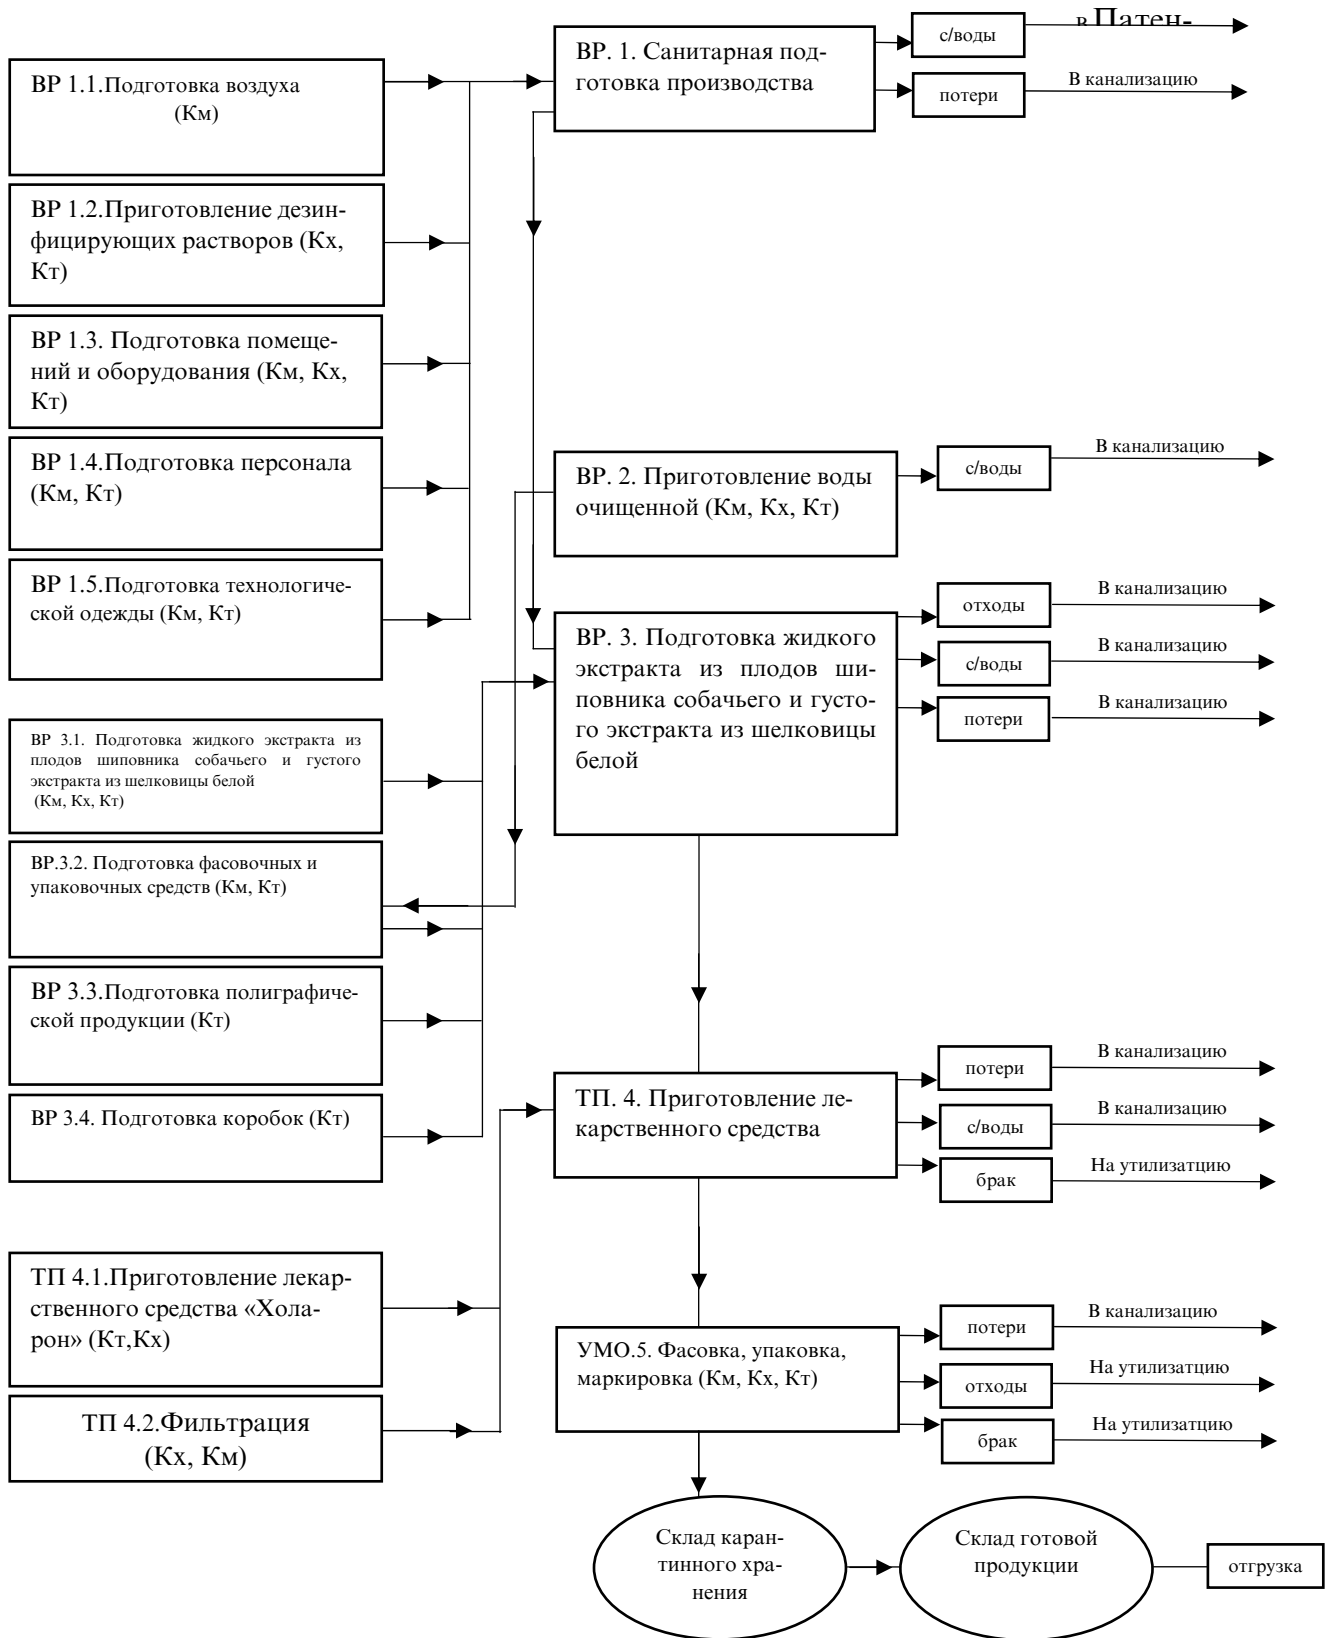 в Патен-
ВР. 1. Санитарная под-
готовка производства
с/воды
потери
В канализацию
ВР 1.1.Подготовка воздуха
(Км)
ВР 1.2.Приготовление дезин-
фицирующих растворов (Кх,
Кт)
ВР 1.3. Подготовка помеще-
ний и оборудования (Км, Кх,
Кт)
ВР 1.4.Подготовка персонала
(Км, Кт)
ВР 1.5.Подготовка технологиче-
ской одежды (Км, Кт)
ВР. 2. Приготовление воды
очищенной (Км, Кх, Кт)
с/воды
В канализацию
ВР. 3. Подготовка жидкого
экстракта из плодов ши-
повника собачьего и густо-
го экстракта из шелковицы
белой
отходы
В канализацию
с/воды
В канализацию
потери
В канализацию
ВР 3.1. Подготовка жидкого экстракта из
плодов шиповника собачьего и густого
экстракта из шелковицы белой
(Км, Кх, Кт)
ВР.3.2. Подготовка фасовочных и
упаковочных средств (Км, Кт)
ВР 3.3.Подготовка полиграфиче-
ской продукции (Кт)
ВР 3.4. Подготовка коробок (Кт)
ТП. 4. Приготовление ле-
карственного средства
потери
В канализацию
с/воды
В канализацию
брак
На утилизатцию
ТП 4.1.Приготовление лекар-
ственного средства «Хола-
рон» (Кт,Кх)
ТП 4.2.Фильтрация
(Кх, Км)
УМО.5. Фасовка, упаковка,
маркировка (Км, Кх, Кт)
потери
В канализацию
отходы
На утилизатцию
брак
На утилизатцию
Склад каран-
тинного хра-
нения
Склад готовой
продукции
отгрузка